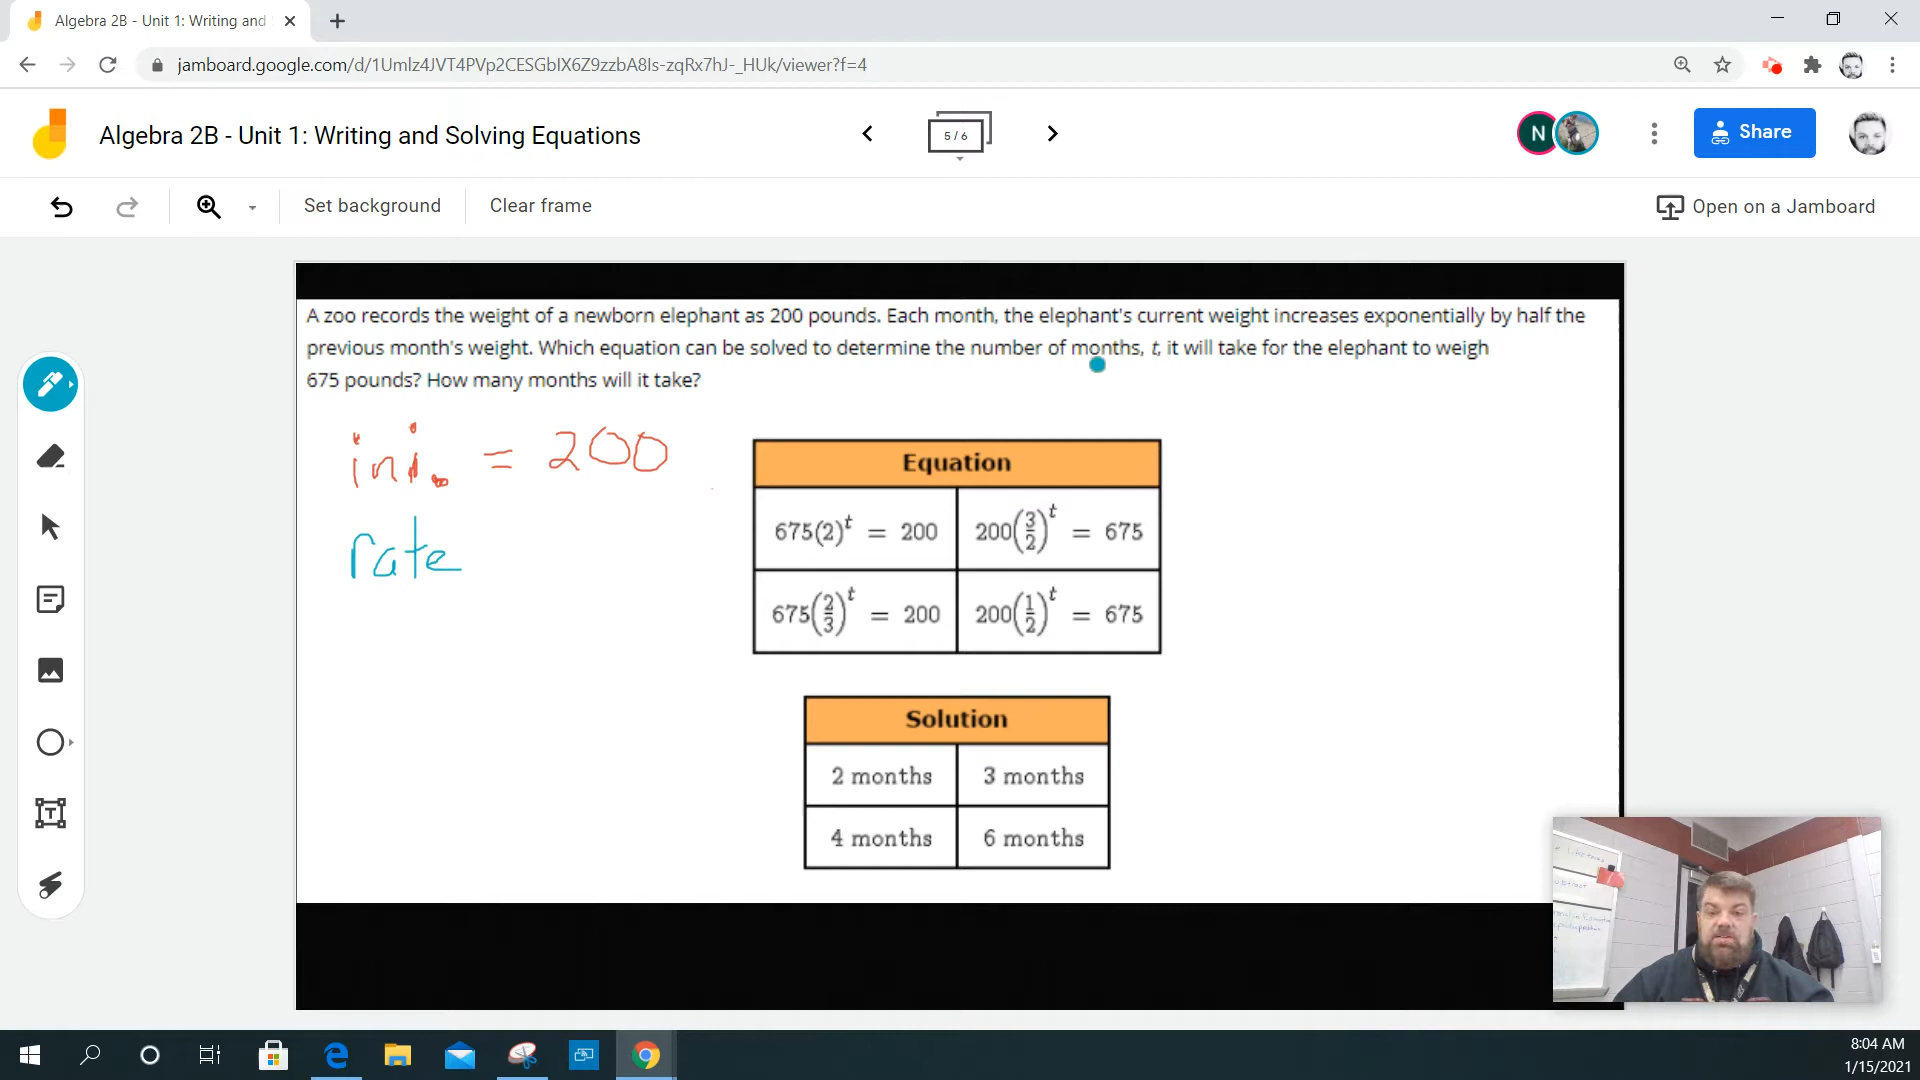 Algebra 2B - Unit 1: Writing and
jamboard.google.com/d/1Umlz4JVT4PVp2CESGbIX6Z9zzbA8Is-zqRx7hJ-_HUk/viewer?f=4
Algebra 2B - Unit 1: Writing and Solving Equations
5 / 6
N
Share
Set background
Clear frame
Open on a Jamboard
A zoo records the weight of a newborn elephant as 200 pounds. Each month, the elephant's current weight increases exponentially by half the
previous month's weight. Which equation can be solved to determine the number of months, t, it will take for the elephant to weigh
675 pounds? How many months will it take?
ini. = 200
rate
Equation
675(2)^t = 200
200(3/2)^t = 675
675(2/3)^t = 200
200(1/2)^t = 675
Solution
2 months
3 months
4 months
6 months
8:04 AM
1/15/2021